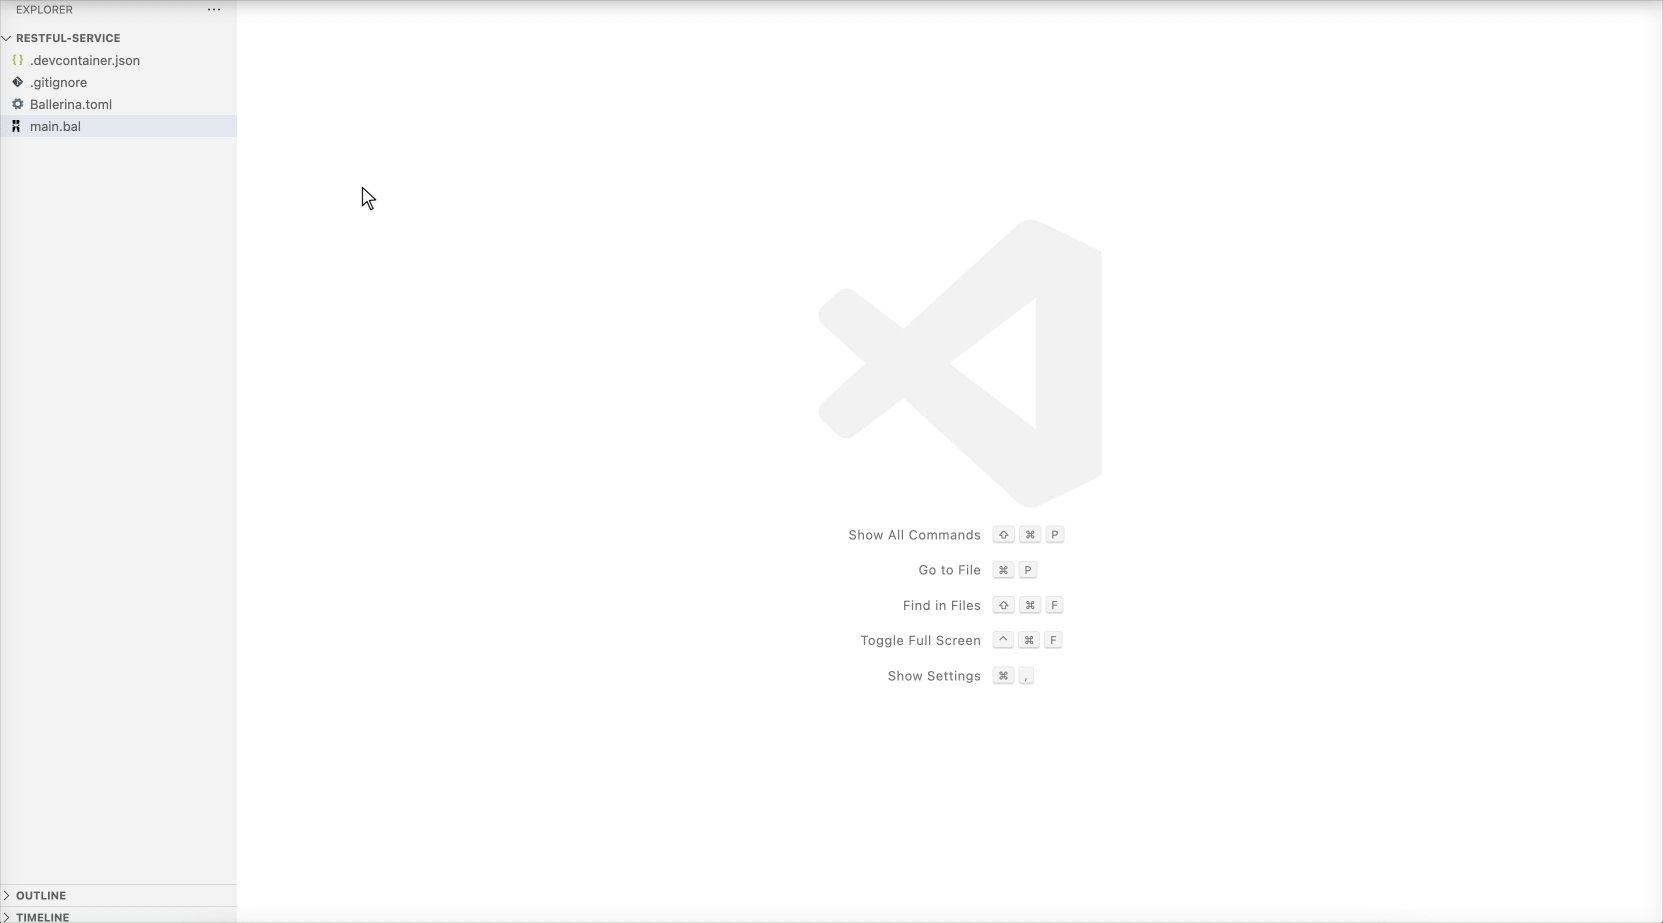 EXPLORER ...
RESTFUL-SERVICE
{} .devcontainer.json
.gitignore
Ballerina.toml
main.bal
Show All Commands ⇧ ⌘ P
Go to File ⌘ P
Find in Files ⇧ ⌘ F
Toggle Full Screen ^ ⌘ F
Show Settings ⌘ ,
OUTLINE
TIMELINE